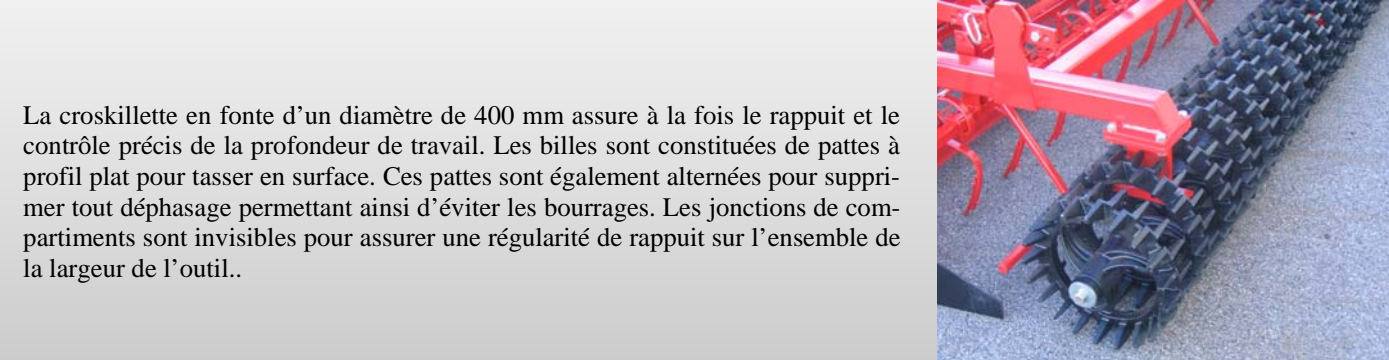 La croskillette en fonte d’un diamètre de 400 mm assure à la fois le rappuit et le
contrôle précis de la profondeur de travail. Les billes sont constituées de pattes à
profil plat pour tasser en surface. Ces pattes sont également alternées pour suppri-
mer tout déphasage permettant ainsi d’éviter les bourrages. Les jonctions de com-
partiments sont invisibles pour assurer une régularité de rappuit sur l’ensemble de
la largeur de l’outil..